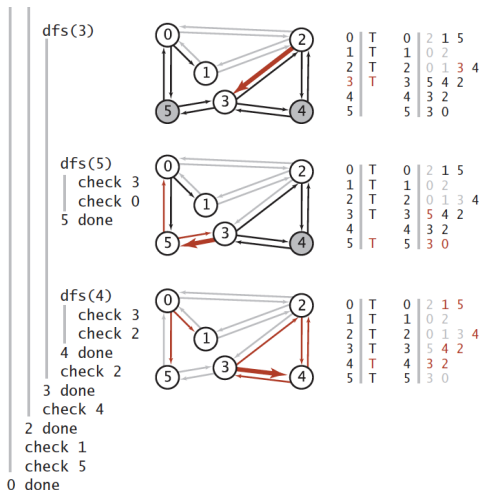 dfs(3)
0
2
1
3
5
4
0 T 0 2 1 5
1 T 1 0 2
2 T 2 0 1 3 4
3 T 3 5 4 2
4 4 3 2
5 5 3 0
dfs(5)
check 3
check 0
5 done
0
2
1
3
5
4
0 T 0 2 1 5
1 T 1 0 2
2 T 2 0 1 3 4
3 T 3 5 4 2
4 4 3 2
5 T 5 3 0
dfs(4)
check 3
check 2
4 done
check 2
3 done
check 4
2 done
check 1
check 5
0 done
0
2
1
3
5
4
0 T 0 2 1 5
1 T 1 0 2
2 T 2 0 1 3 4
3 T 3 5 4 2
4 T 4 3 2
5 T 5 3 0